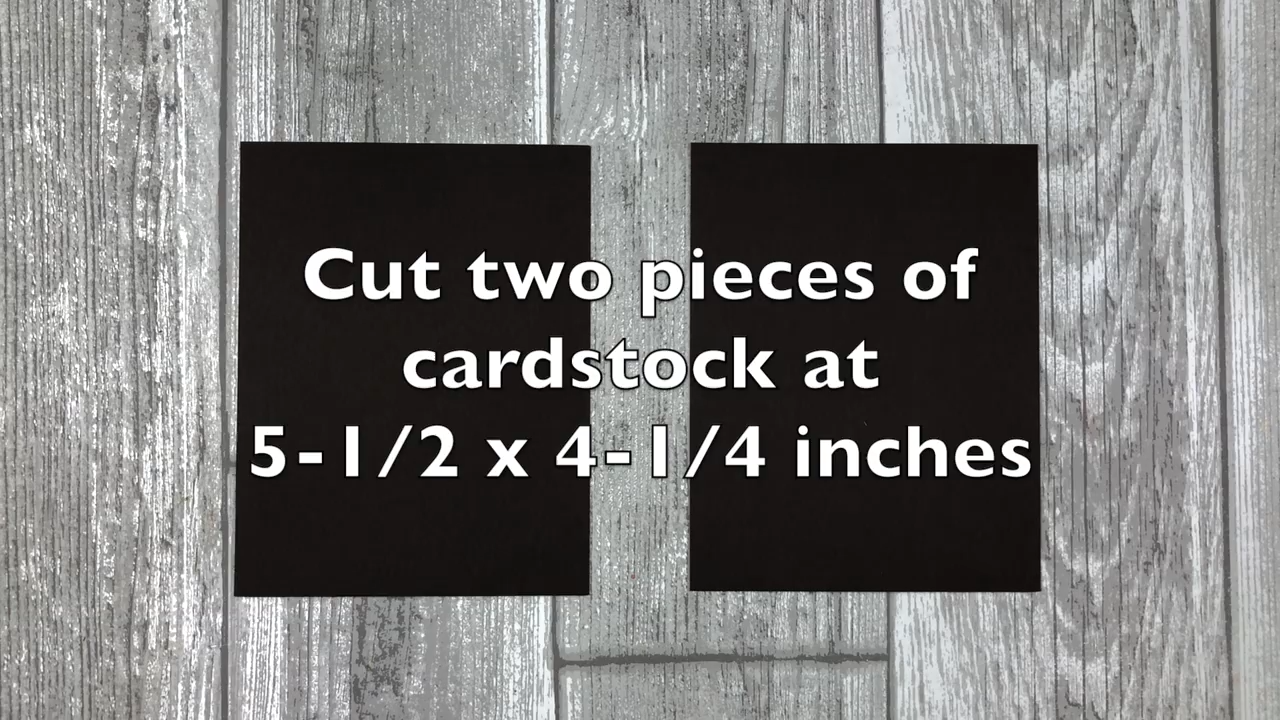 Cut two pieces of
cardstock at
5-1/2 x 4-1/4 inches